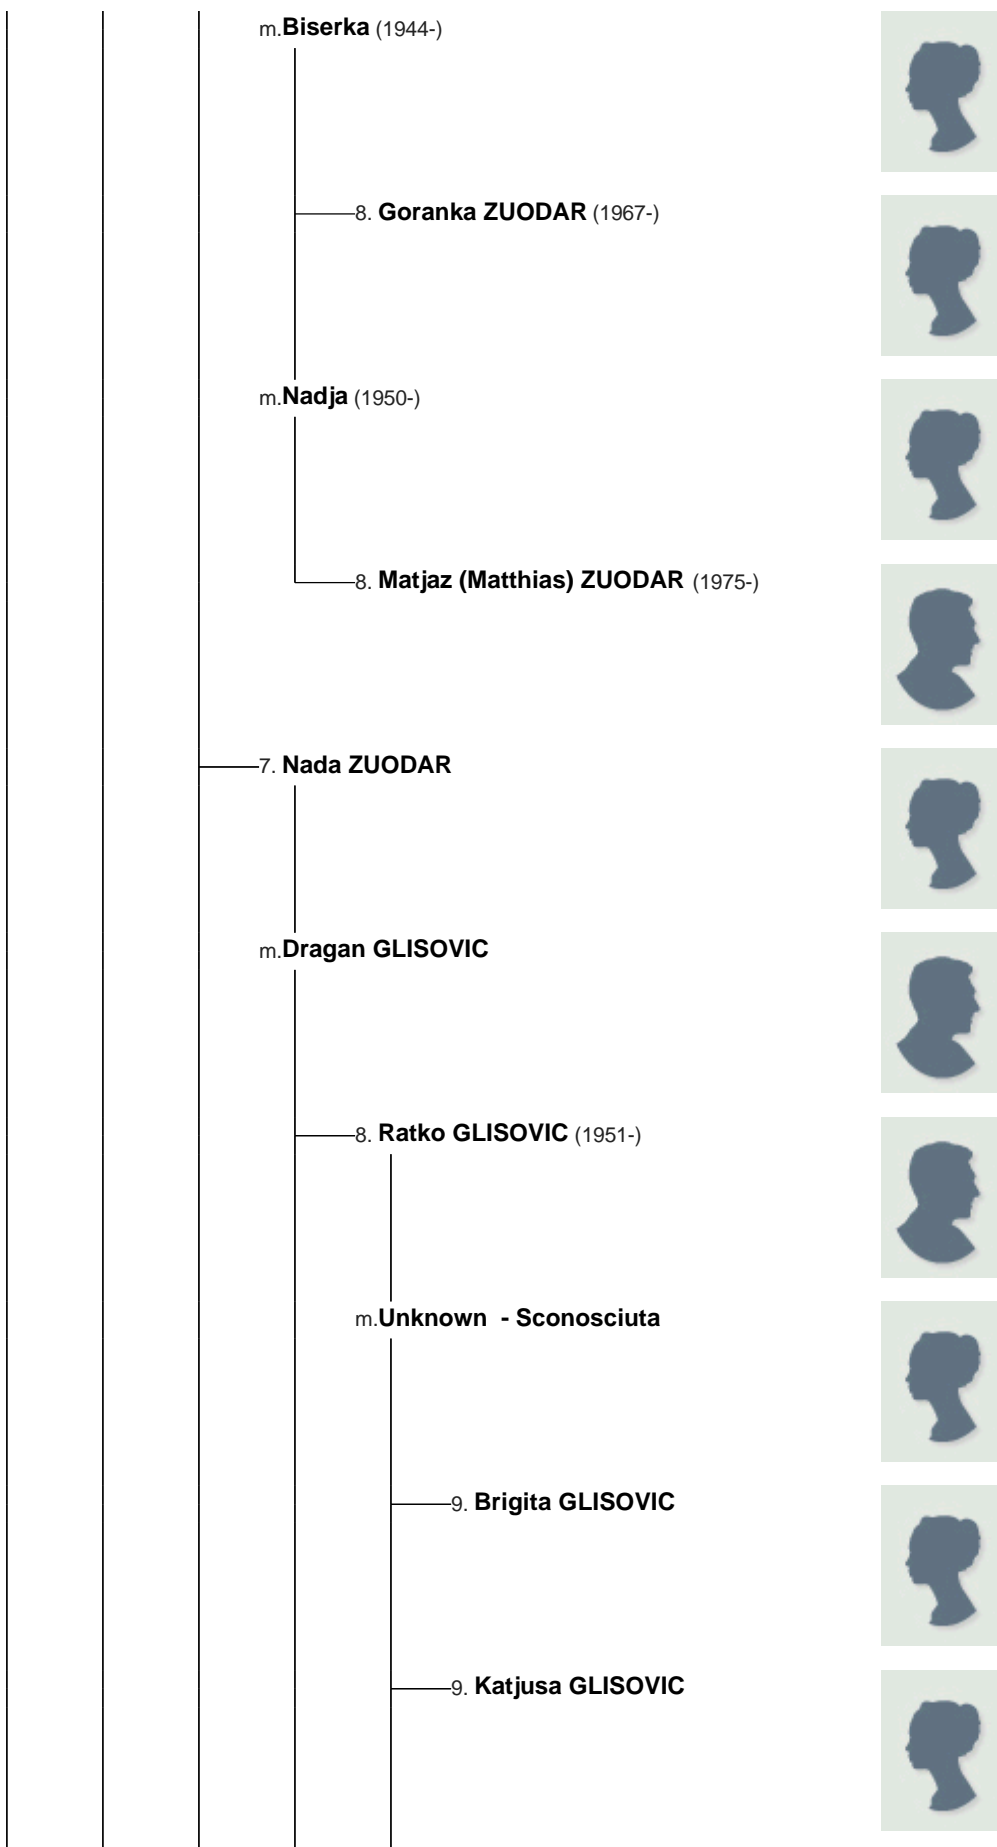 m.Biserka (1944-)
8. Goranka ZUODAR (1967-)
m.Nadja (1950-)
8. Matjaz (Matthias) ZUODAR (1975-)
7. Nada ZUODAR
m.Dragan GLISOVIC
8. Ratko GLISOVIC (1951-)
m.Unknown - Sconosciuta
9. Brigita GLISOVIC
9. Katjusa GLISOVIC